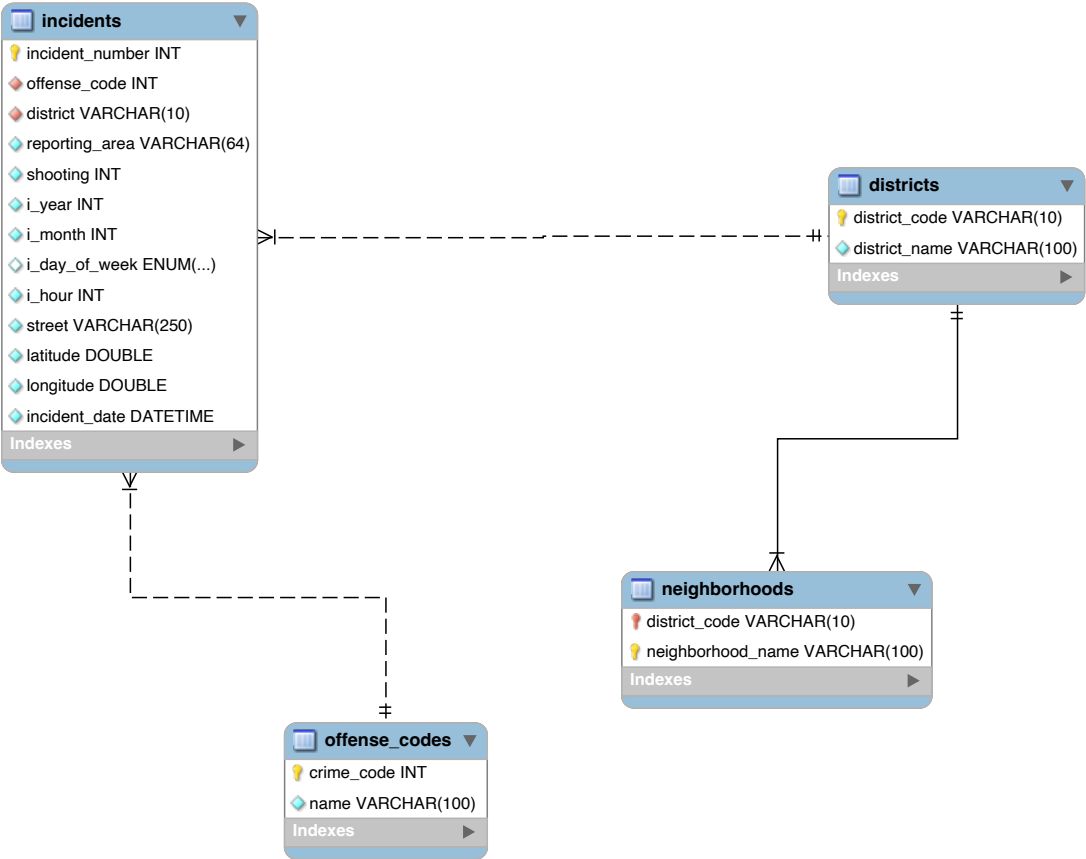 incidents
incident_number INT
offense_code INT
district VARCHAR(10)
reporting_area VARCHAR(64)
shooting INT
i_year INT
i_month INT
i_day_of_week ENUM(...)
i_hour INT
street VARCHAR(250)
latitude DOUBLE
longitude DOUBLE
incident_date DATETIME
Indexes
districts
district_code VARCHAR(10)
district_name VARCHAR(100)
Indexes
neighborhoods
district_code VARCHAR(10)
neighborhood_name VARCHAR(100)
Indexes
offense_codes
crime_code INT
name VARCHAR(100)
Indexes